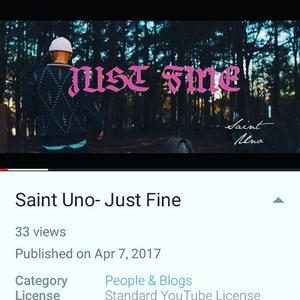 JUST FINE
Saint
Uno
Saint Uno- Just Fine
33 views
Published on Apr 7, 2017
Category People & Blogs
License Standard YouTube License